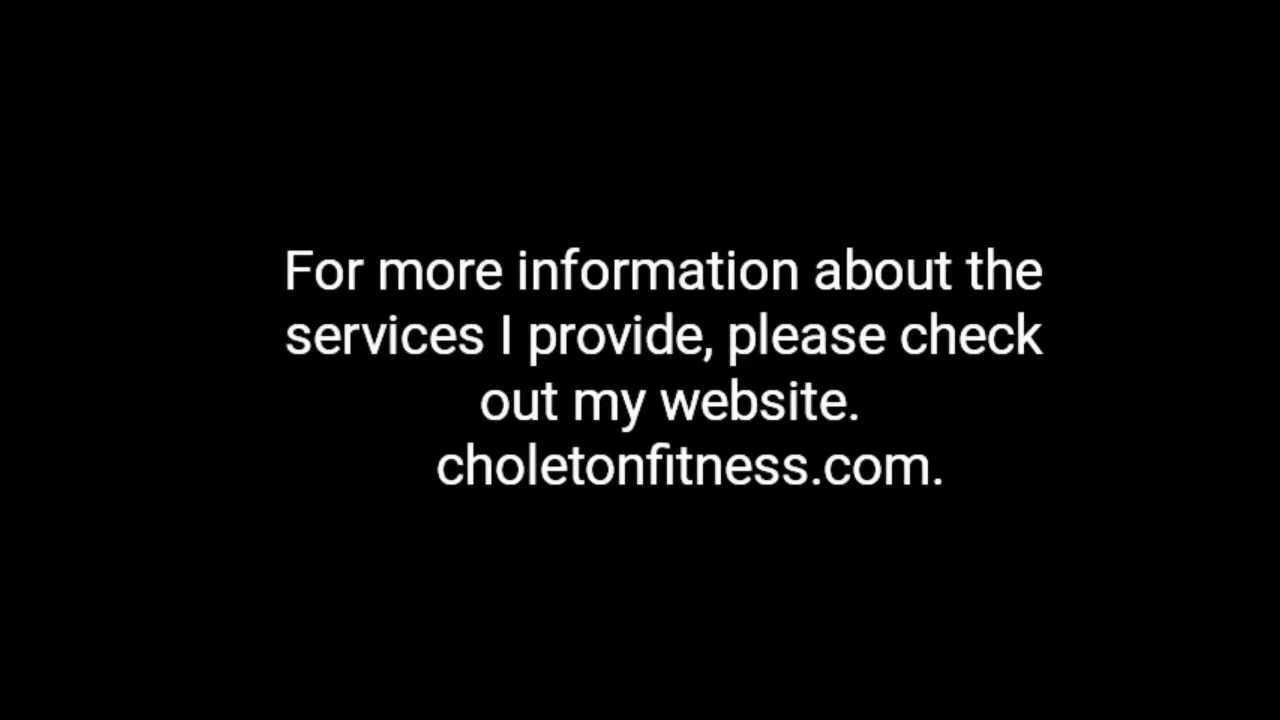 For more information about the
services I provide, please check
out my website.
choletonfitness.com.